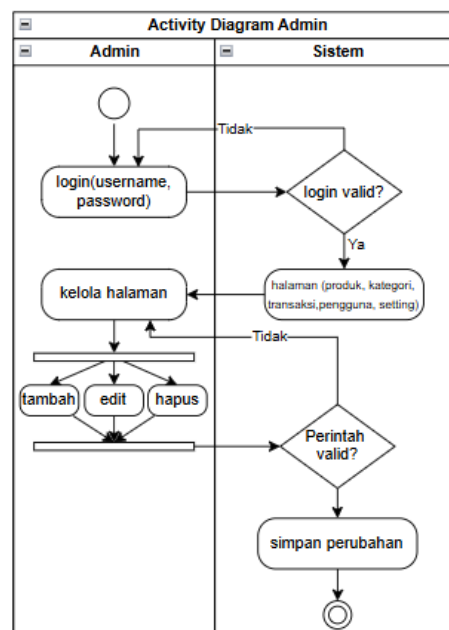 Activity Diagram Admin
Admin
Sistem
Tidak
login(username,
password)
login valid?
Ya
halaman (produk, kategori,
transaksi,pengguna, setting)
kelola halaman
Tidak
tambah
edit
hapus
Perintah
valid?
simpan perubahan